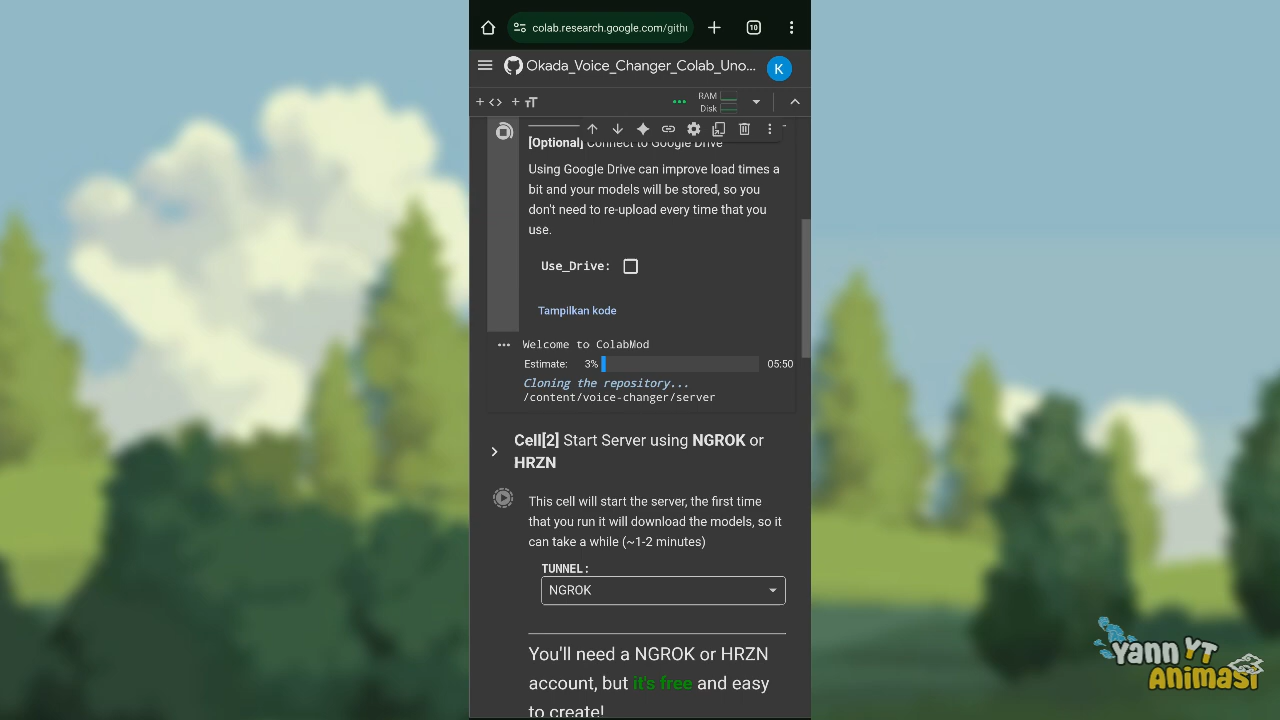 colab.research.google.com/gith
10
Okada_Voice_Changer_Colab_Uno...
K
+ <> + TT
RAM
Disk
[Optional] Connect to Google Drive
Using Google Drive can improve load times a
bit and your models will be stored, so you
don't need to re-upload every time that you
use.
Use_Drive:
Tampilkan kode
Welcome to ColabMod
Estimate: 3% 05:50
Cloning the repository...
/content/voice-changer/server
Cell[2] Start Server using NGROK or
HRZN
This cell will start the server, the first time
that you run it will download the models, so it
can take a while (~1-2 minutes)
TUNNEL:
NGROK
You'll need a NGROK or HRZN
account, but it's free and easy
to create!
Yann YT
Animasi